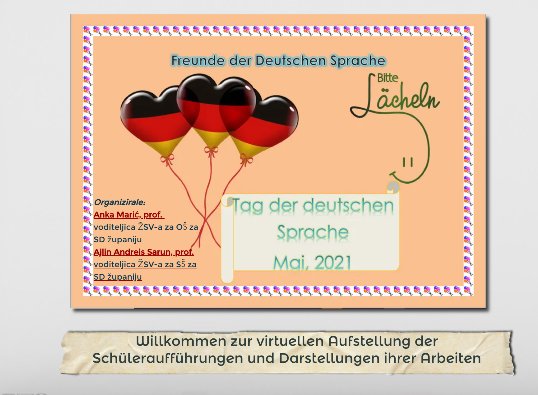 Freunde der Deutschen Sprache
Bitte
Lächeln
Organizirale:
Anka Marić, prof.
voditeljica ŽSV-a za OŠ za
SD županiju
Ajlin Andreis Sarun, prof.
voditeljica ŽSV-a za SŠ za
SD županiju
Tag der deutschen
Sprache
Mai, 2021
Willkommen zur virtuellen Aufstellung der
Schüleraufführungen und Darstellungen ihrer Arbeiten